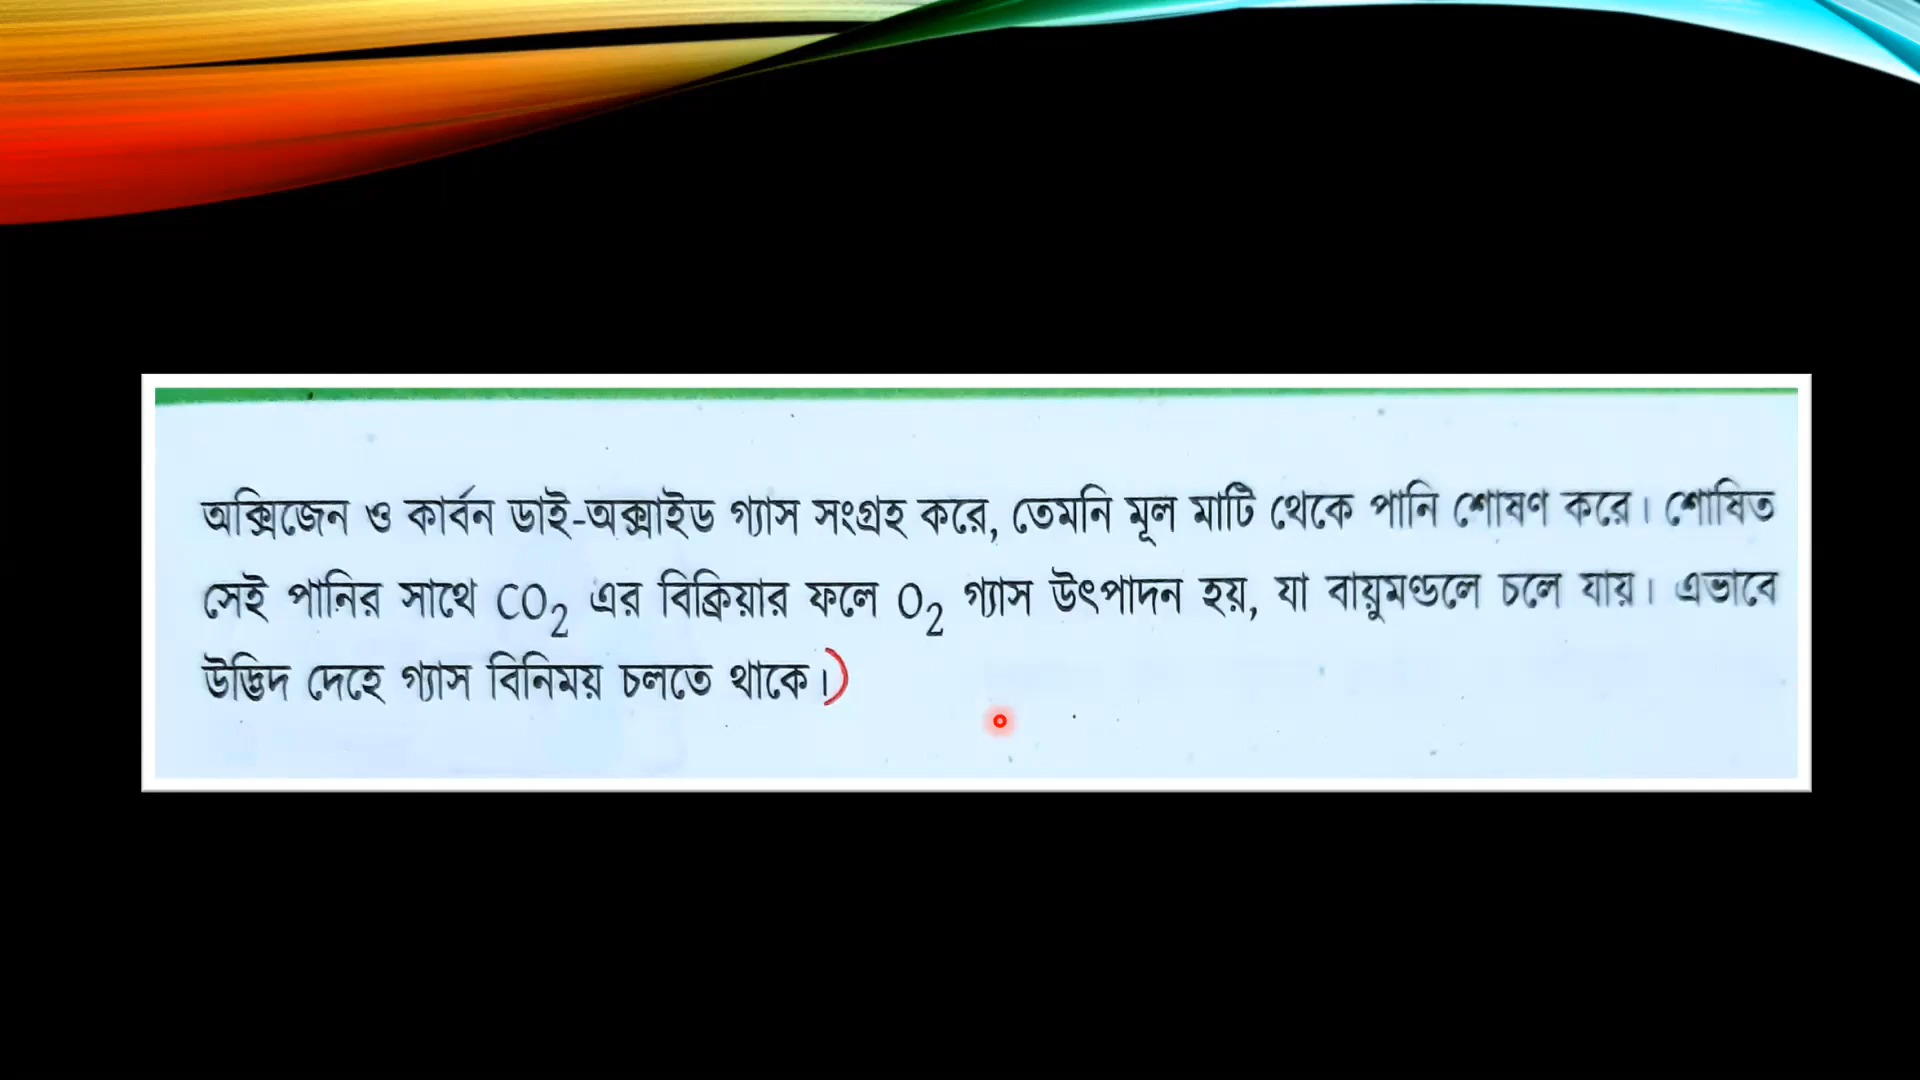 অক্সিজেন ও কার্বন ডাই-অক্সাইড গ্যাস সংগ্রহ করে, তেমনি মূল মাটি থেকে পানি শোষণ করে। শোষিত
সেই পানির সাথে CO₂ এর বিক্রিয়ার ফলে O₂ গ্যাস উৎপাদন হয়, যা বায়ুমণ্ডলে চলে যায়। এভাবে
উদ্ভিদ দেহে গ্যাস বিনিময় চলতে থাকে।)